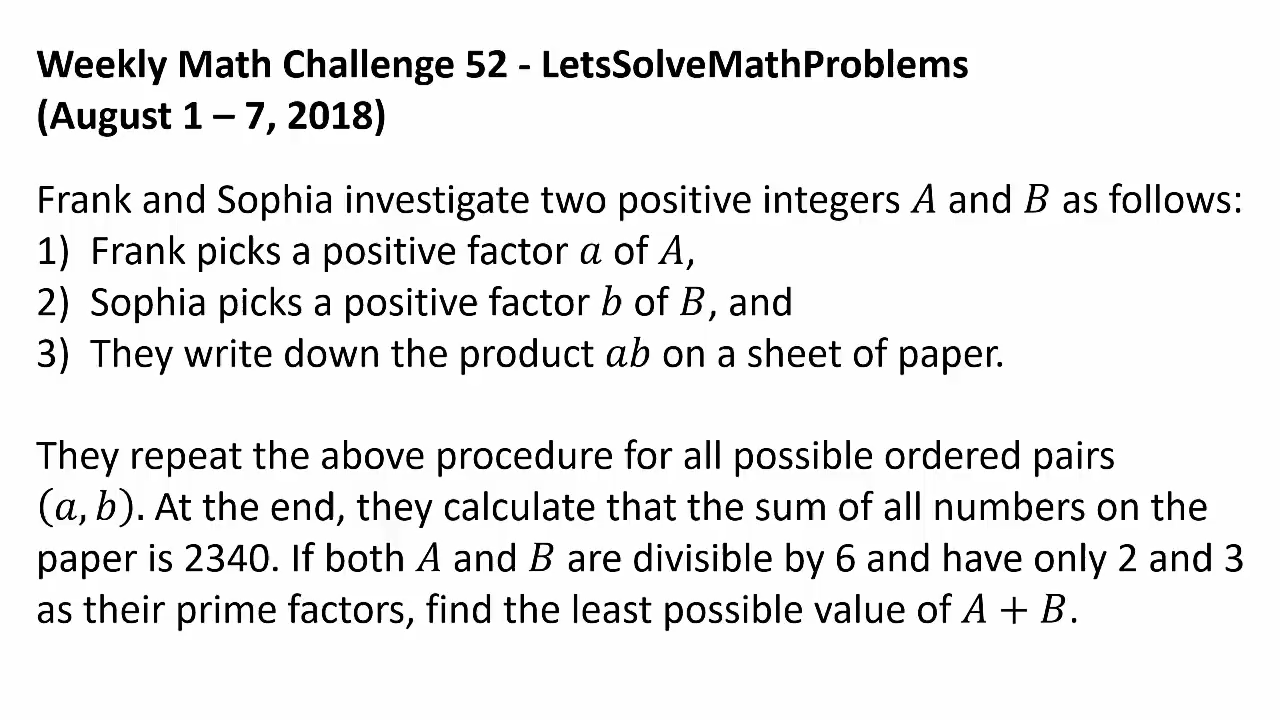 Weekly Math Challenge 52 - LetsSolveMathProblems
(August 1 – 7, 2018)
Frank and Sophia investigate two positive integers A and B as follows:
1) Frank picks a positive factor a of A,
2) Sophia picks a positive factor b of B, and
3) They write down the product ab on a sheet of paper.
They repeat the above procedure for all possible ordered pairs
(a, b). At the end, they calculate that the sum of all numbers on the
paper is 2340. If both A and B are divisible by 6 and have only 2 and 3
as their prime factors, find the least possible value of A + B.